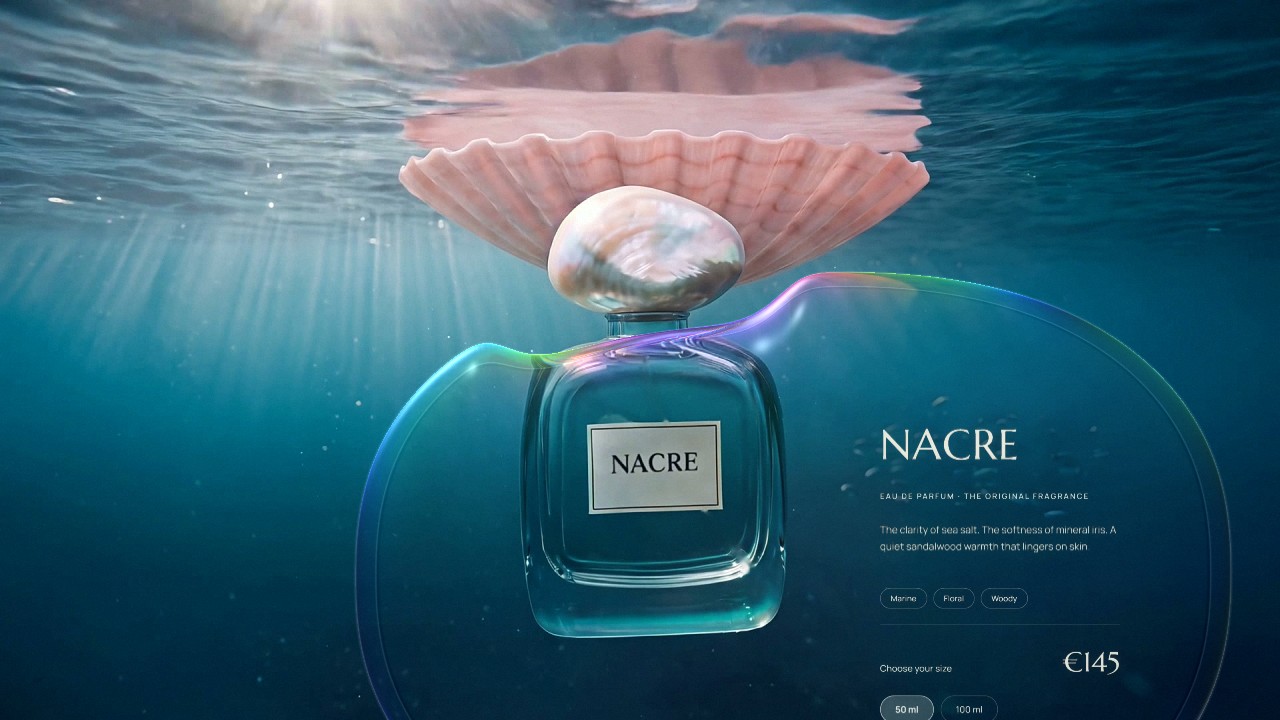 NACRE
NACRE
EAU DE PARFUM · THE ORIGINAL FRAGRANCE
The clarity of sea salt. The softness of mineral iris. A
quiet sandalwood warmth that lingers on skin.
Marine Floral Woody
Choose your size €145
50 ml 100 ml